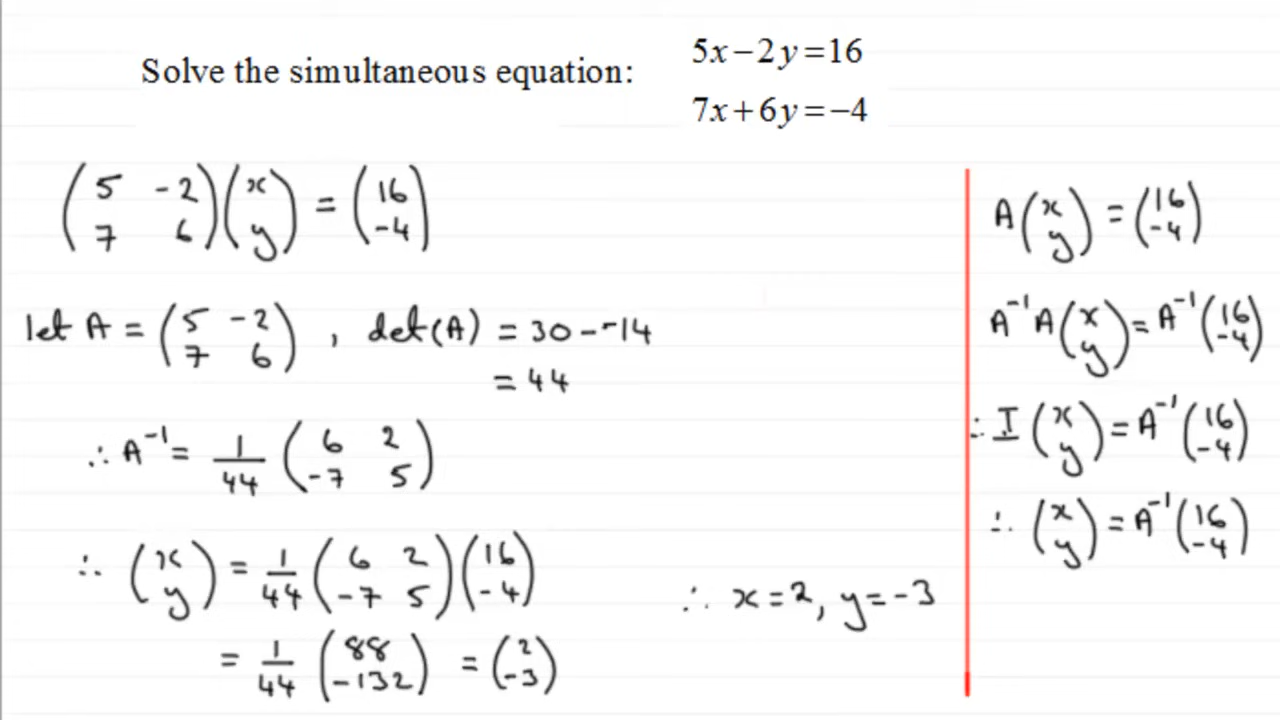 Solve the simultaneous equation:
5x−2y=16
7x+6y=−4
(5 -2) (x) = (16)
(7 6) (y) (-4)
let A = (5 -2) , det(A) = 30--14
(7 6)
= 44
∴ A⁻¹ = 1/44 (6 2)
(-7 5)
∴ (x) = 1/44 (6 2) (16)
(y) (-7 5) (-4)
= 1/44 (88) = (2)
(-132) (-3)
∴ x=2, y=-3
A (x) = (16)
(y) (-4)
A⁻¹A (x) = A⁻¹ (16)
(y) (-4)
∴ I (x) = A⁻¹ (16)
(y) (-4)
∴ (x) = A⁻¹ (16)
(y) (-4)